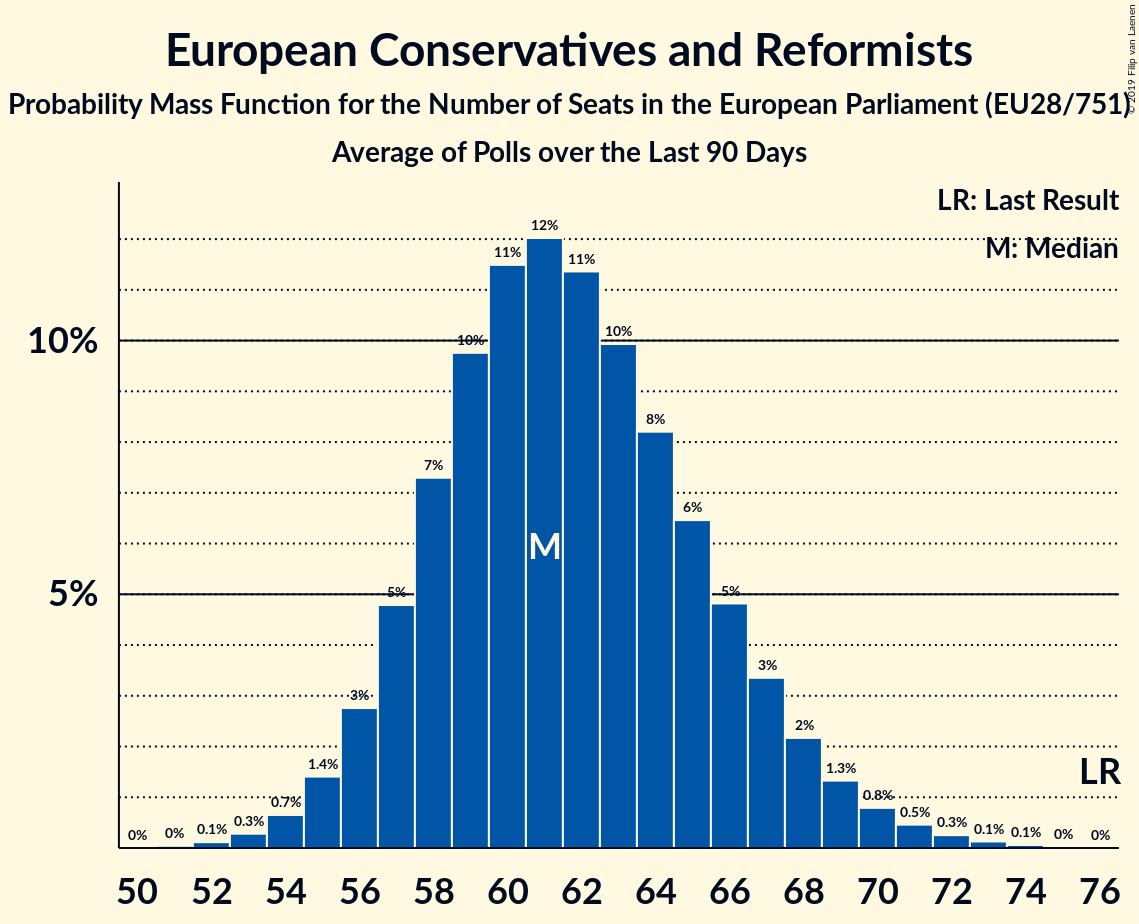 European Conservatives and Reformists
Probability Mass Function for the Number of Seats in the European Parliament (EU28/751)
Average of Polls over the Last 90 Days
© 2019 Filip van Laenen
LR: Last Result
M: Median
10%
5%
0% 0% 0.1% 0.3% 0.7% 1.4% 3% 5% 7% 10% 11% 12% 11% 10% 8% 6% 5% 3% 2% 1.3% 0.8% 0.5% 0.3% 0.1% 0.1% 0% 0%
M
LR
50 52 54 56 58 60 62 64 66 68 70 72 74 76